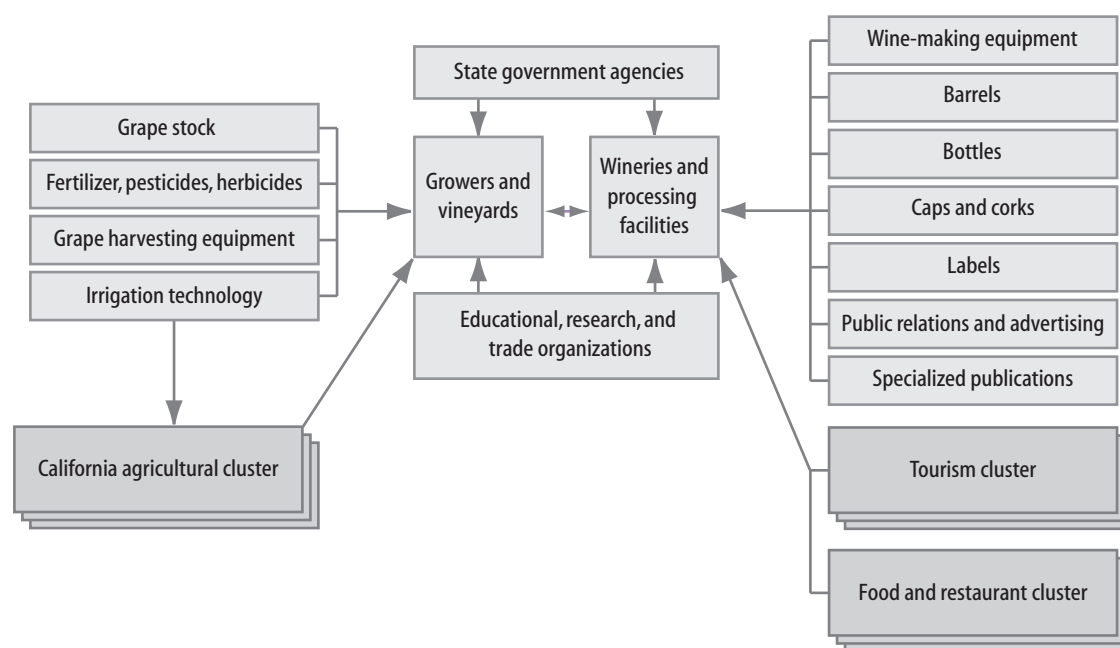 State government agencies
Grape stock
Fertilizer, pesticides, herbicides
Grape harvesting equipment
Irrigation technology
California agricultural cluster
Growers and
vineyards
Wineries and
processing
facilities
Educational, research, and
trade organizations
Wine-making equipment
Barrels
Bottles
Caps and corks
Labels
Public relations and advertising
Specialized publications
Tourism cluster
Food and restaurant cluster